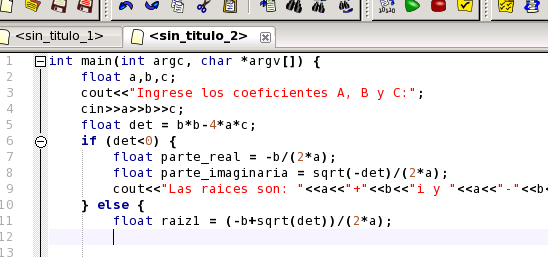 <sin_titulo_1> <sin_titulo_2>
1 int main(int argc, char *argv[]) {
2 float a,b,c;
3 cout<<"Ingrese los coeficientes A, B y C:";
4 cin>>a>>b>>c;
5 float det = b*b-4*a*c;
6 if (det<0) {
7 float parte_real = -b/(2*a);
8 float parte_imaginaria = sqrt(-det)/(2*a);
9 cout<<"Las raices son: "<<a<<"+"<<b<<"i y "<<a<<"-"<<b
10 } else {
11 float raiz1 = (-b+sqrt(det))/(2*a);
12
13